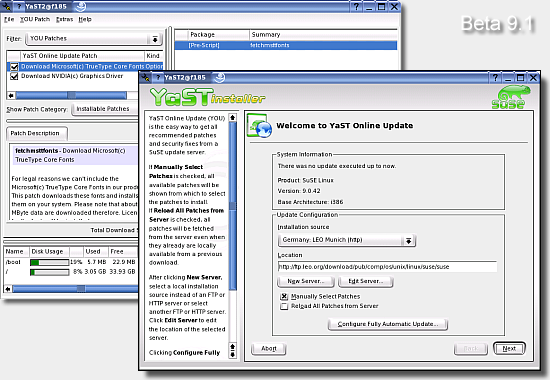 Beta 9.1
YaST2@gf185
File YOU Patches Extras Help
Filter: YOU Patches
YaST Online Update Patch Kind
Download Microsoft(c) TrueType Core Fonts Option
Download NVIDIA(c) Graphics Driver
Show Patch Category: Installable Patches
Patch Description
fetchmsttfonts - Download Microsoft(c)
TrueType Core Fonts
For legal reasons we can't include the
Microsoft(c) TrueType Core Fonts in our produ
This patch downloads these fonts and installs
them on your system. Please note that about
MByte data are downloaded therefore. Licen
Total Download S
Name Disk Usage Used Free
/boot 19% 5.7 MB 22.9 MB
/ 8% 3.05 GB 33.93 GB
Package Summary
[Pre-Script] fetchmsttfonts
YaST2@gf185
YaST installer
SuSE
YaST Online Update (YOU)
is the easy way to get all
recommended patches
and security fixes from a
SuSE update server.
If Manually Select
Patches is checked, all
available patches will be
shown from which to select
the patches to install.
If Reload All Patches from
Server is checked, all
patches will be fetched
from the server even when
they are already locally
available from a previous
download.
After clicking New Server,
select a local installation
source instead of an FTP or
HTTP server or select
another FTP or HTTP server.
Click Edit Server to edit
the location of the selected
server.
Clicking Configure Fully
Welcome to YaST Online Update
System Information
There was no update executed up to now.
Product: SuSE Linux
Version: 9.0.42
Base Architecture: i386
Update Configuration
Installation source
Germany: LEO Munich (http)
Location
http://ftp.leo.org/download/pub/comp/os/unix/linux/suse/suse
New Server... Edit Server...
Manually Select Patches
Reload All Patches from Server
Configure Fully Automatic Update...
Abort Back Next